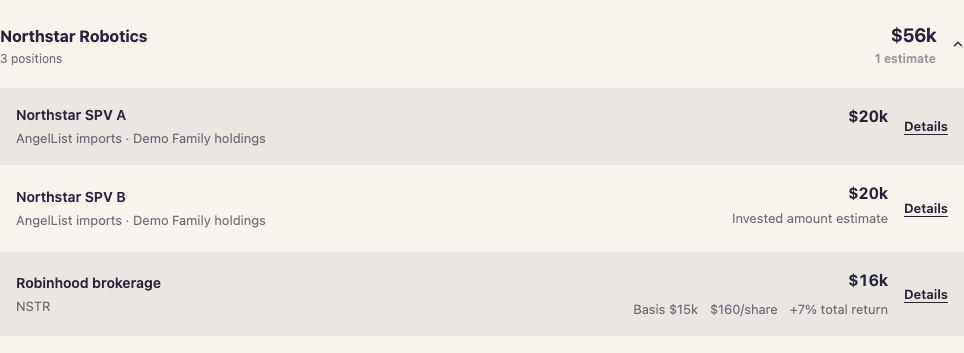 Northstar Robotics
$56k
3 positions
1 estimate
Northstar SPV A
$20k
AngelList imports · Demo Family holdings
Details
Northstar SPV B
$20k
AngelList imports · Demo Family holdings
Invested amount estimate
Details
Robinhood brokerage
$16k
NSTR
Basis $15k $160/share +7% total return
Details